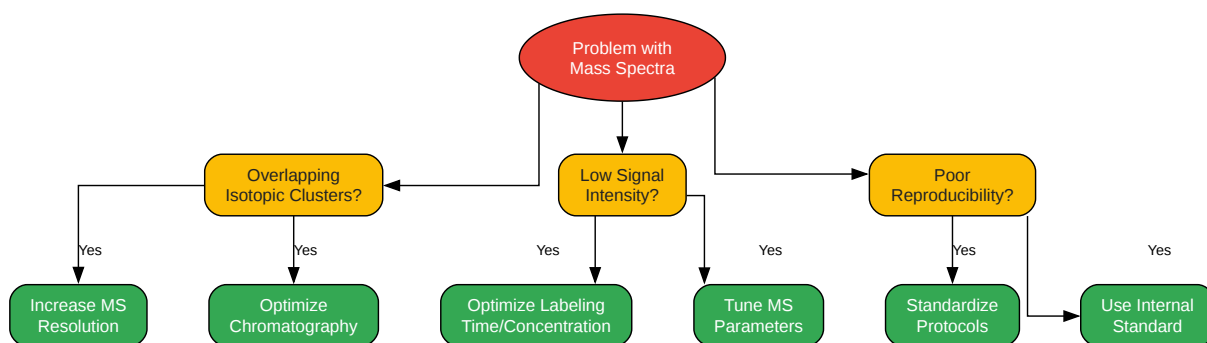 Problem with
Mass Spectra
Overlapping
Isotopic Clusters?
Low Signal
Intensity?
Poor
Reproducibility?
Yes
Yes
Yes
Yes
Yes
Yes
Increase MS
Resolution
Optimize
Chromatography
Optimize Labeling
Time/Concentration
Tune MS
Parameters
Standardize
Protocols
Use Internal
Standard